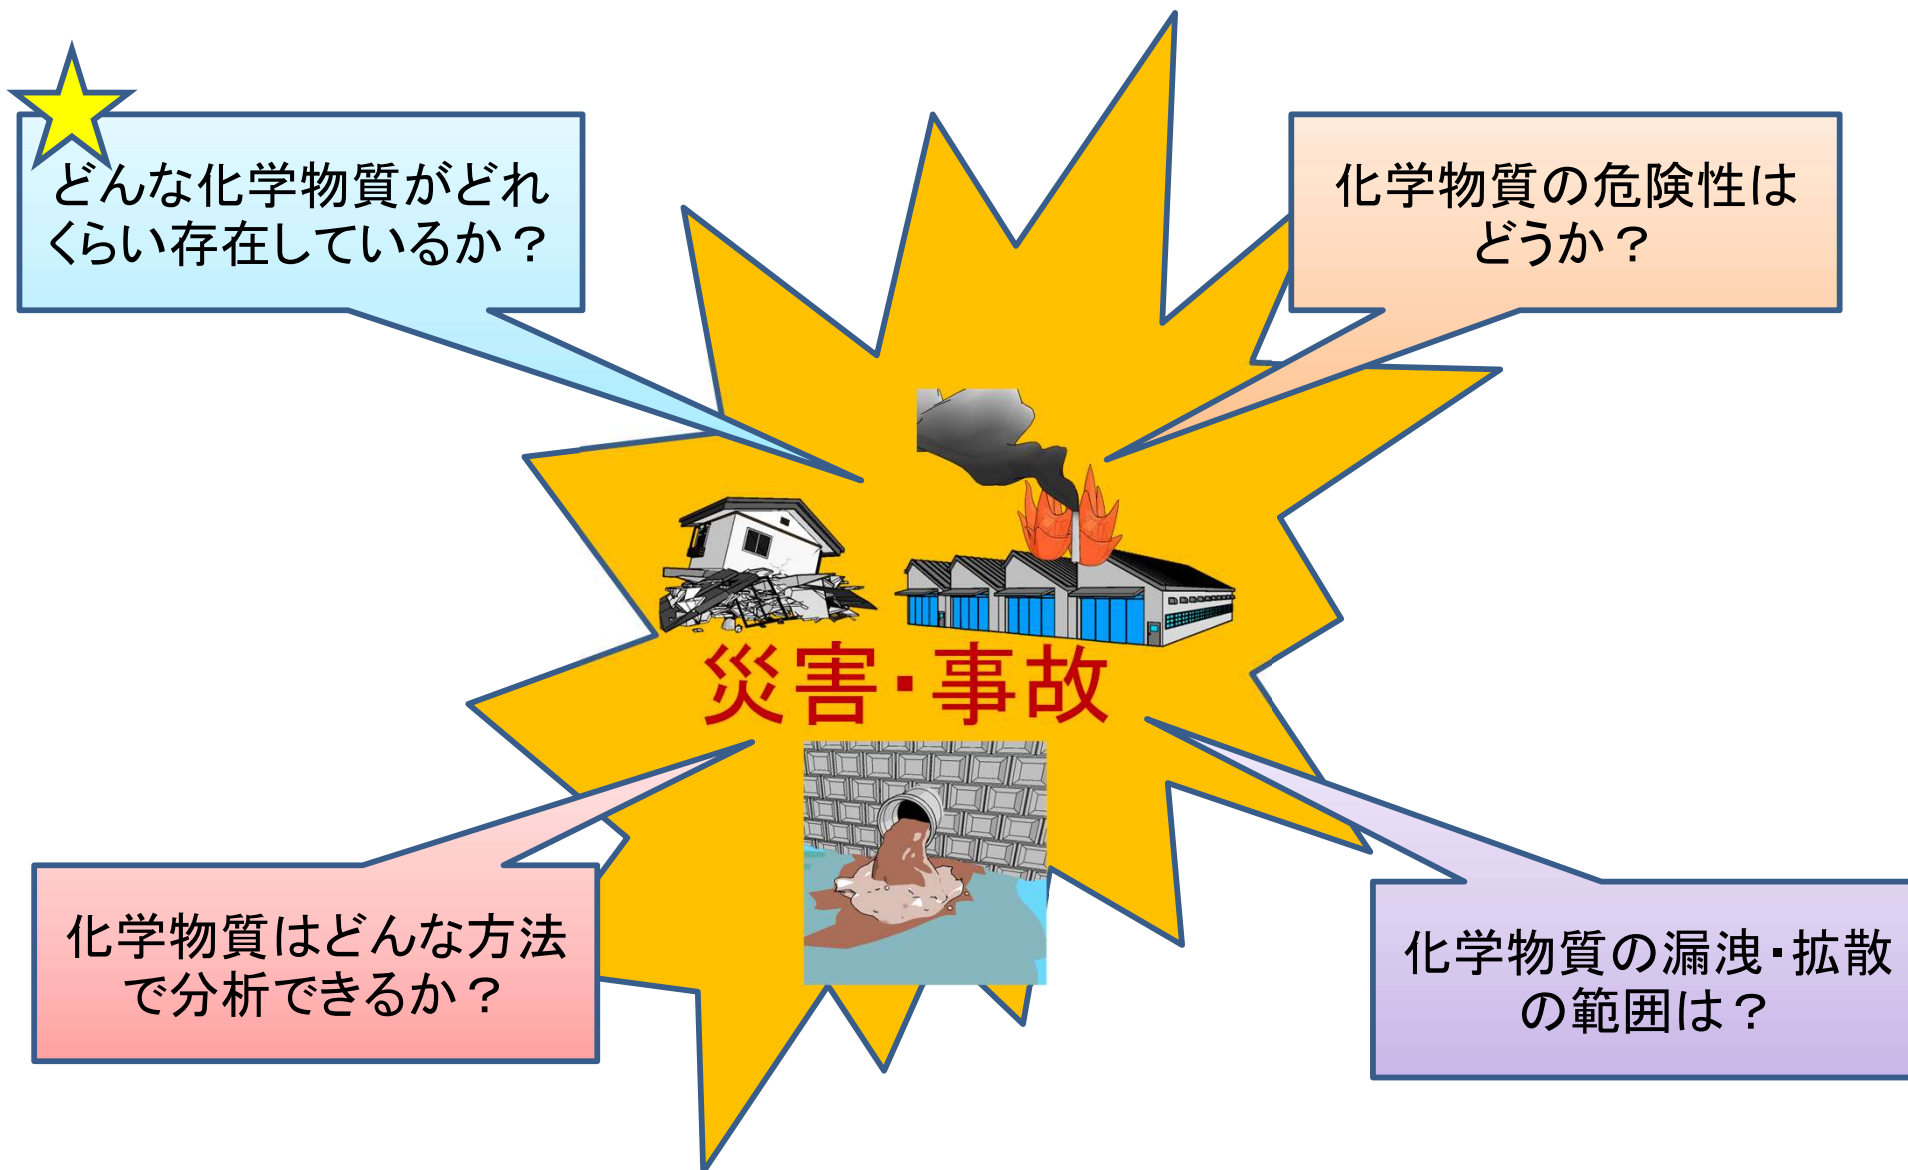 どんな化学物質がどれ
くらい存在しているか？
化学物質の危険性は
どうか？
災害・事故
化学物質はどんな方法
で分析できるか？
化学物質の漏洩・拡散
の範囲は？